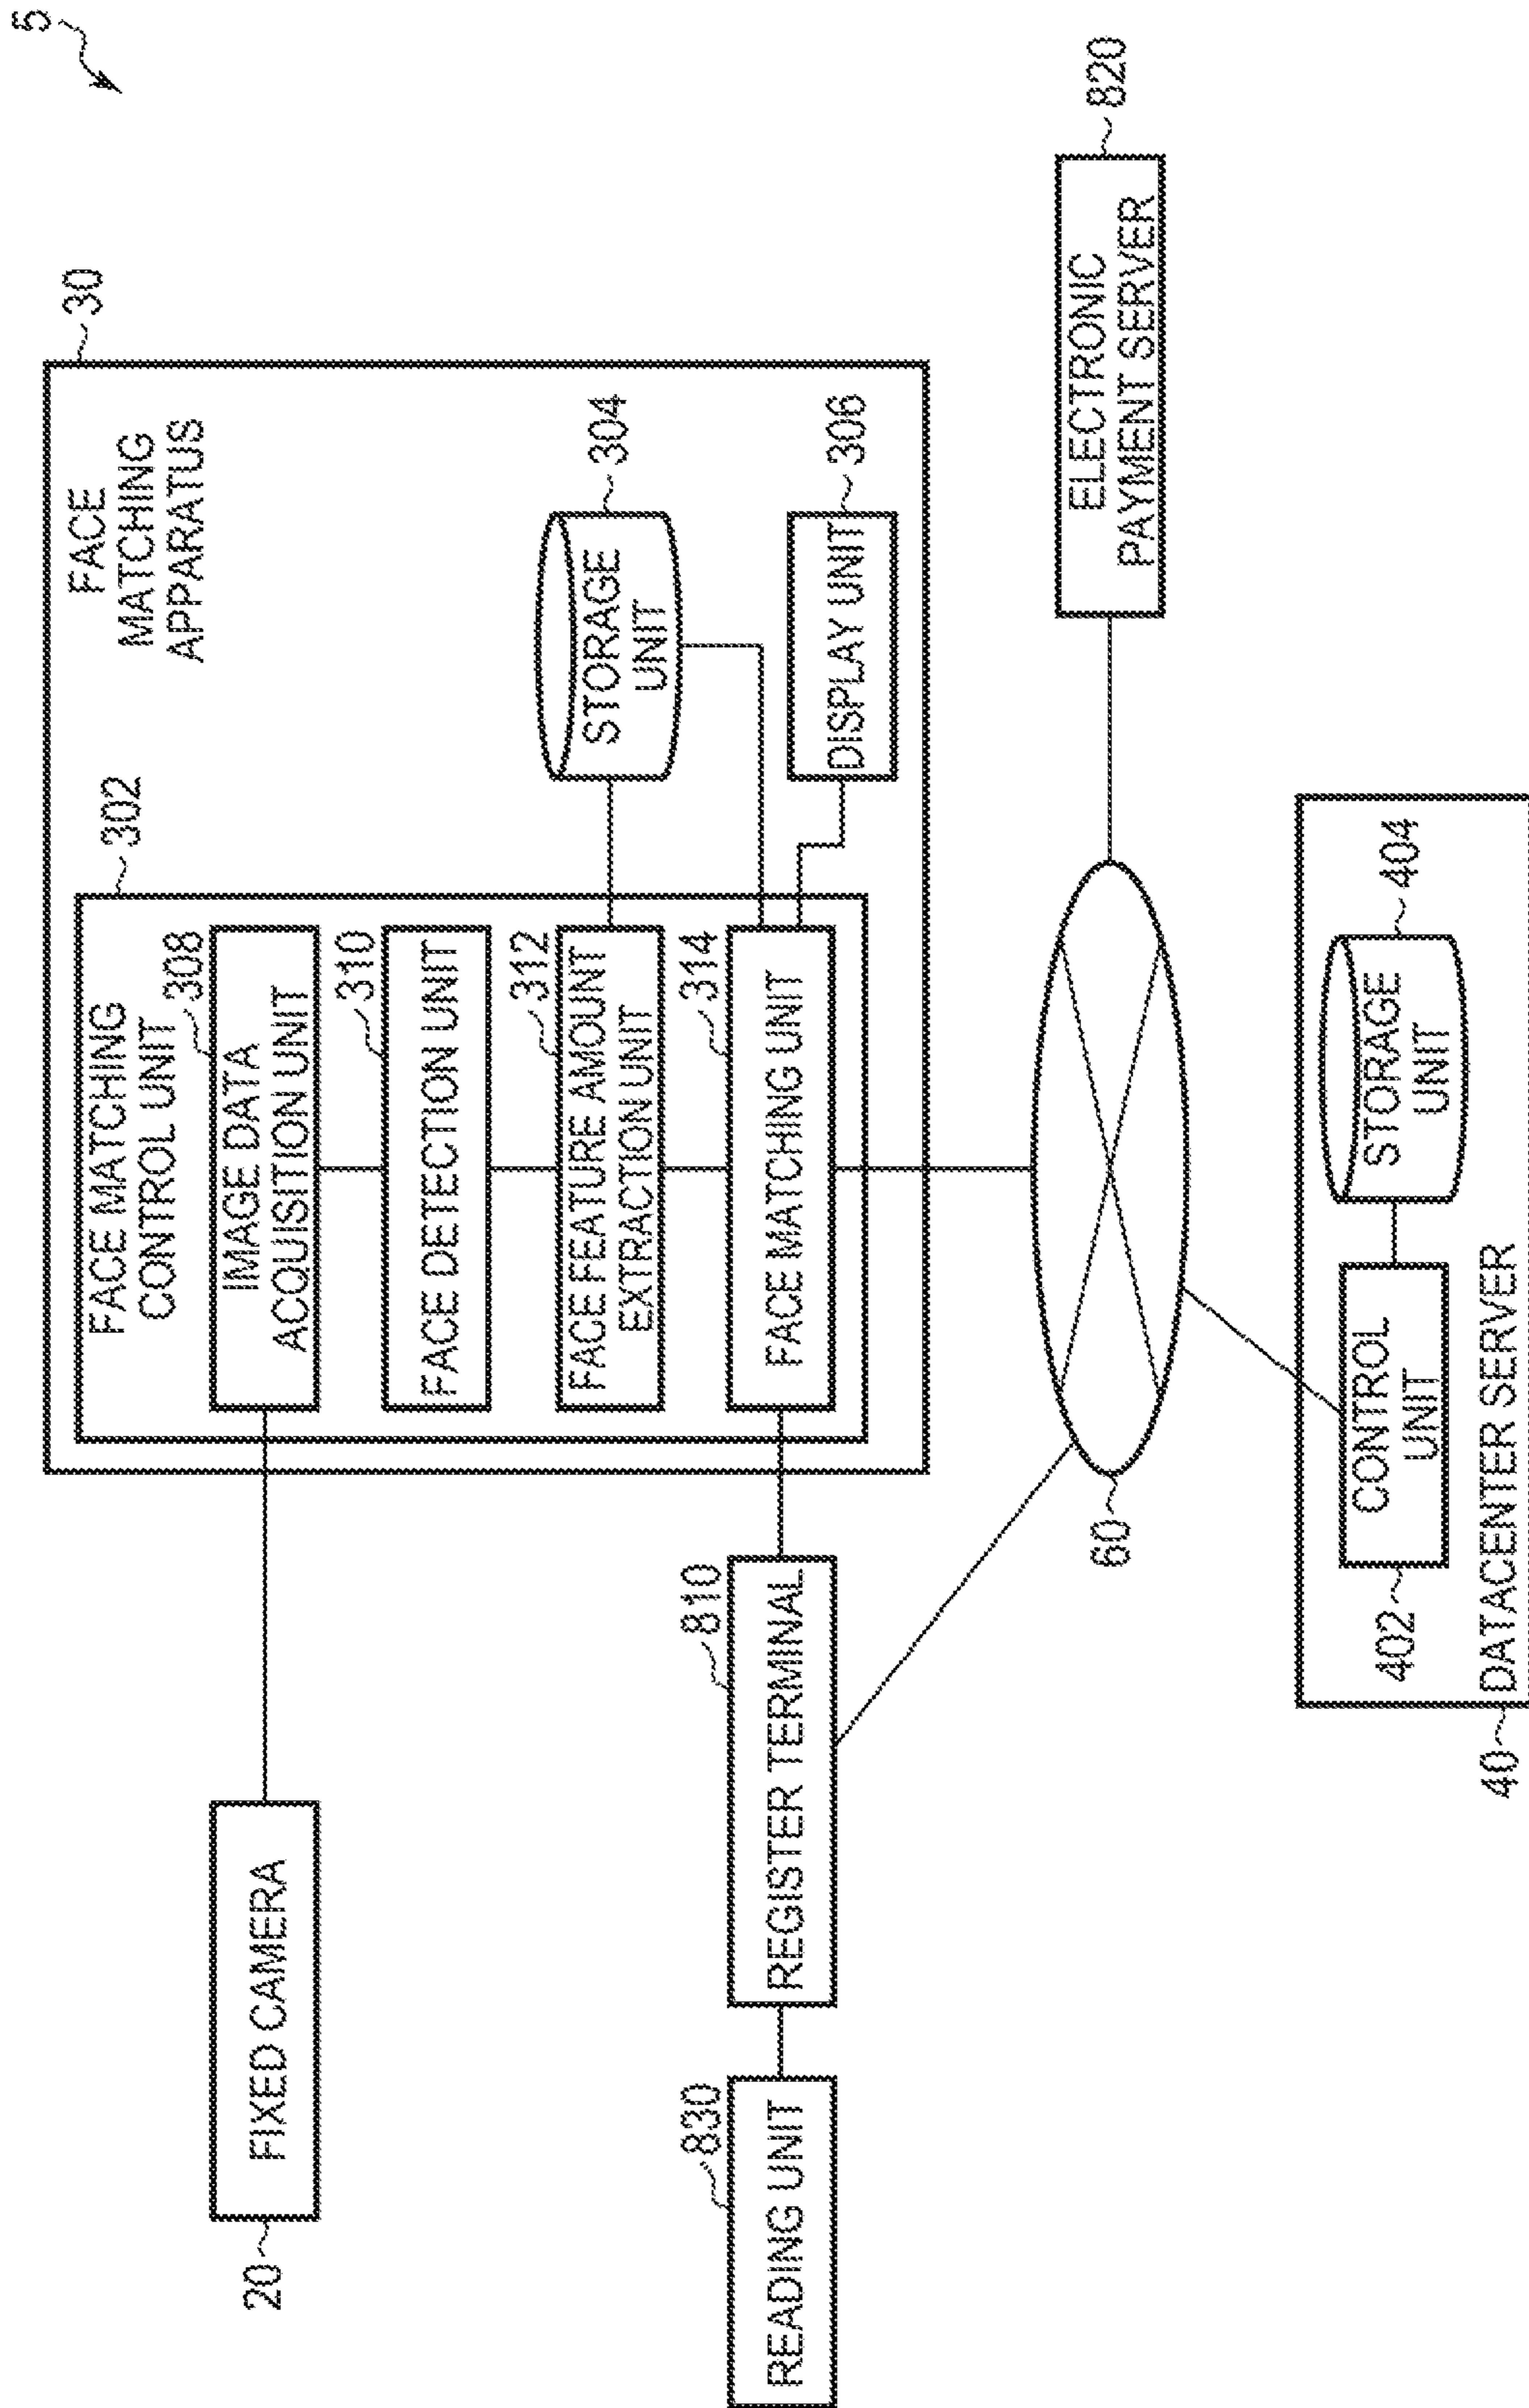 5
30
FACE
MATCHING
APPARATUS
302
FACE MATCHING
CONTROL UNIT
308
IMAGE DATA
ACQUISITION UNIT
310
FACE DETECTION UNIT
312
FACE FEATURE AMOUNT
EXTRACTION UNIT
314
FACE MATCHING UNIT
304
STORAGE
UNIT
306
DISPLAY UNIT
20
FIXED CAMERA
830
READING UNIT
810
REGISTER TERMINAL
60
820
ELECTRONIC
PAYMENT SERVER
402
CONTROL
UNIT
404
STORAGE
UNIT
40
DATACENTER SERVER